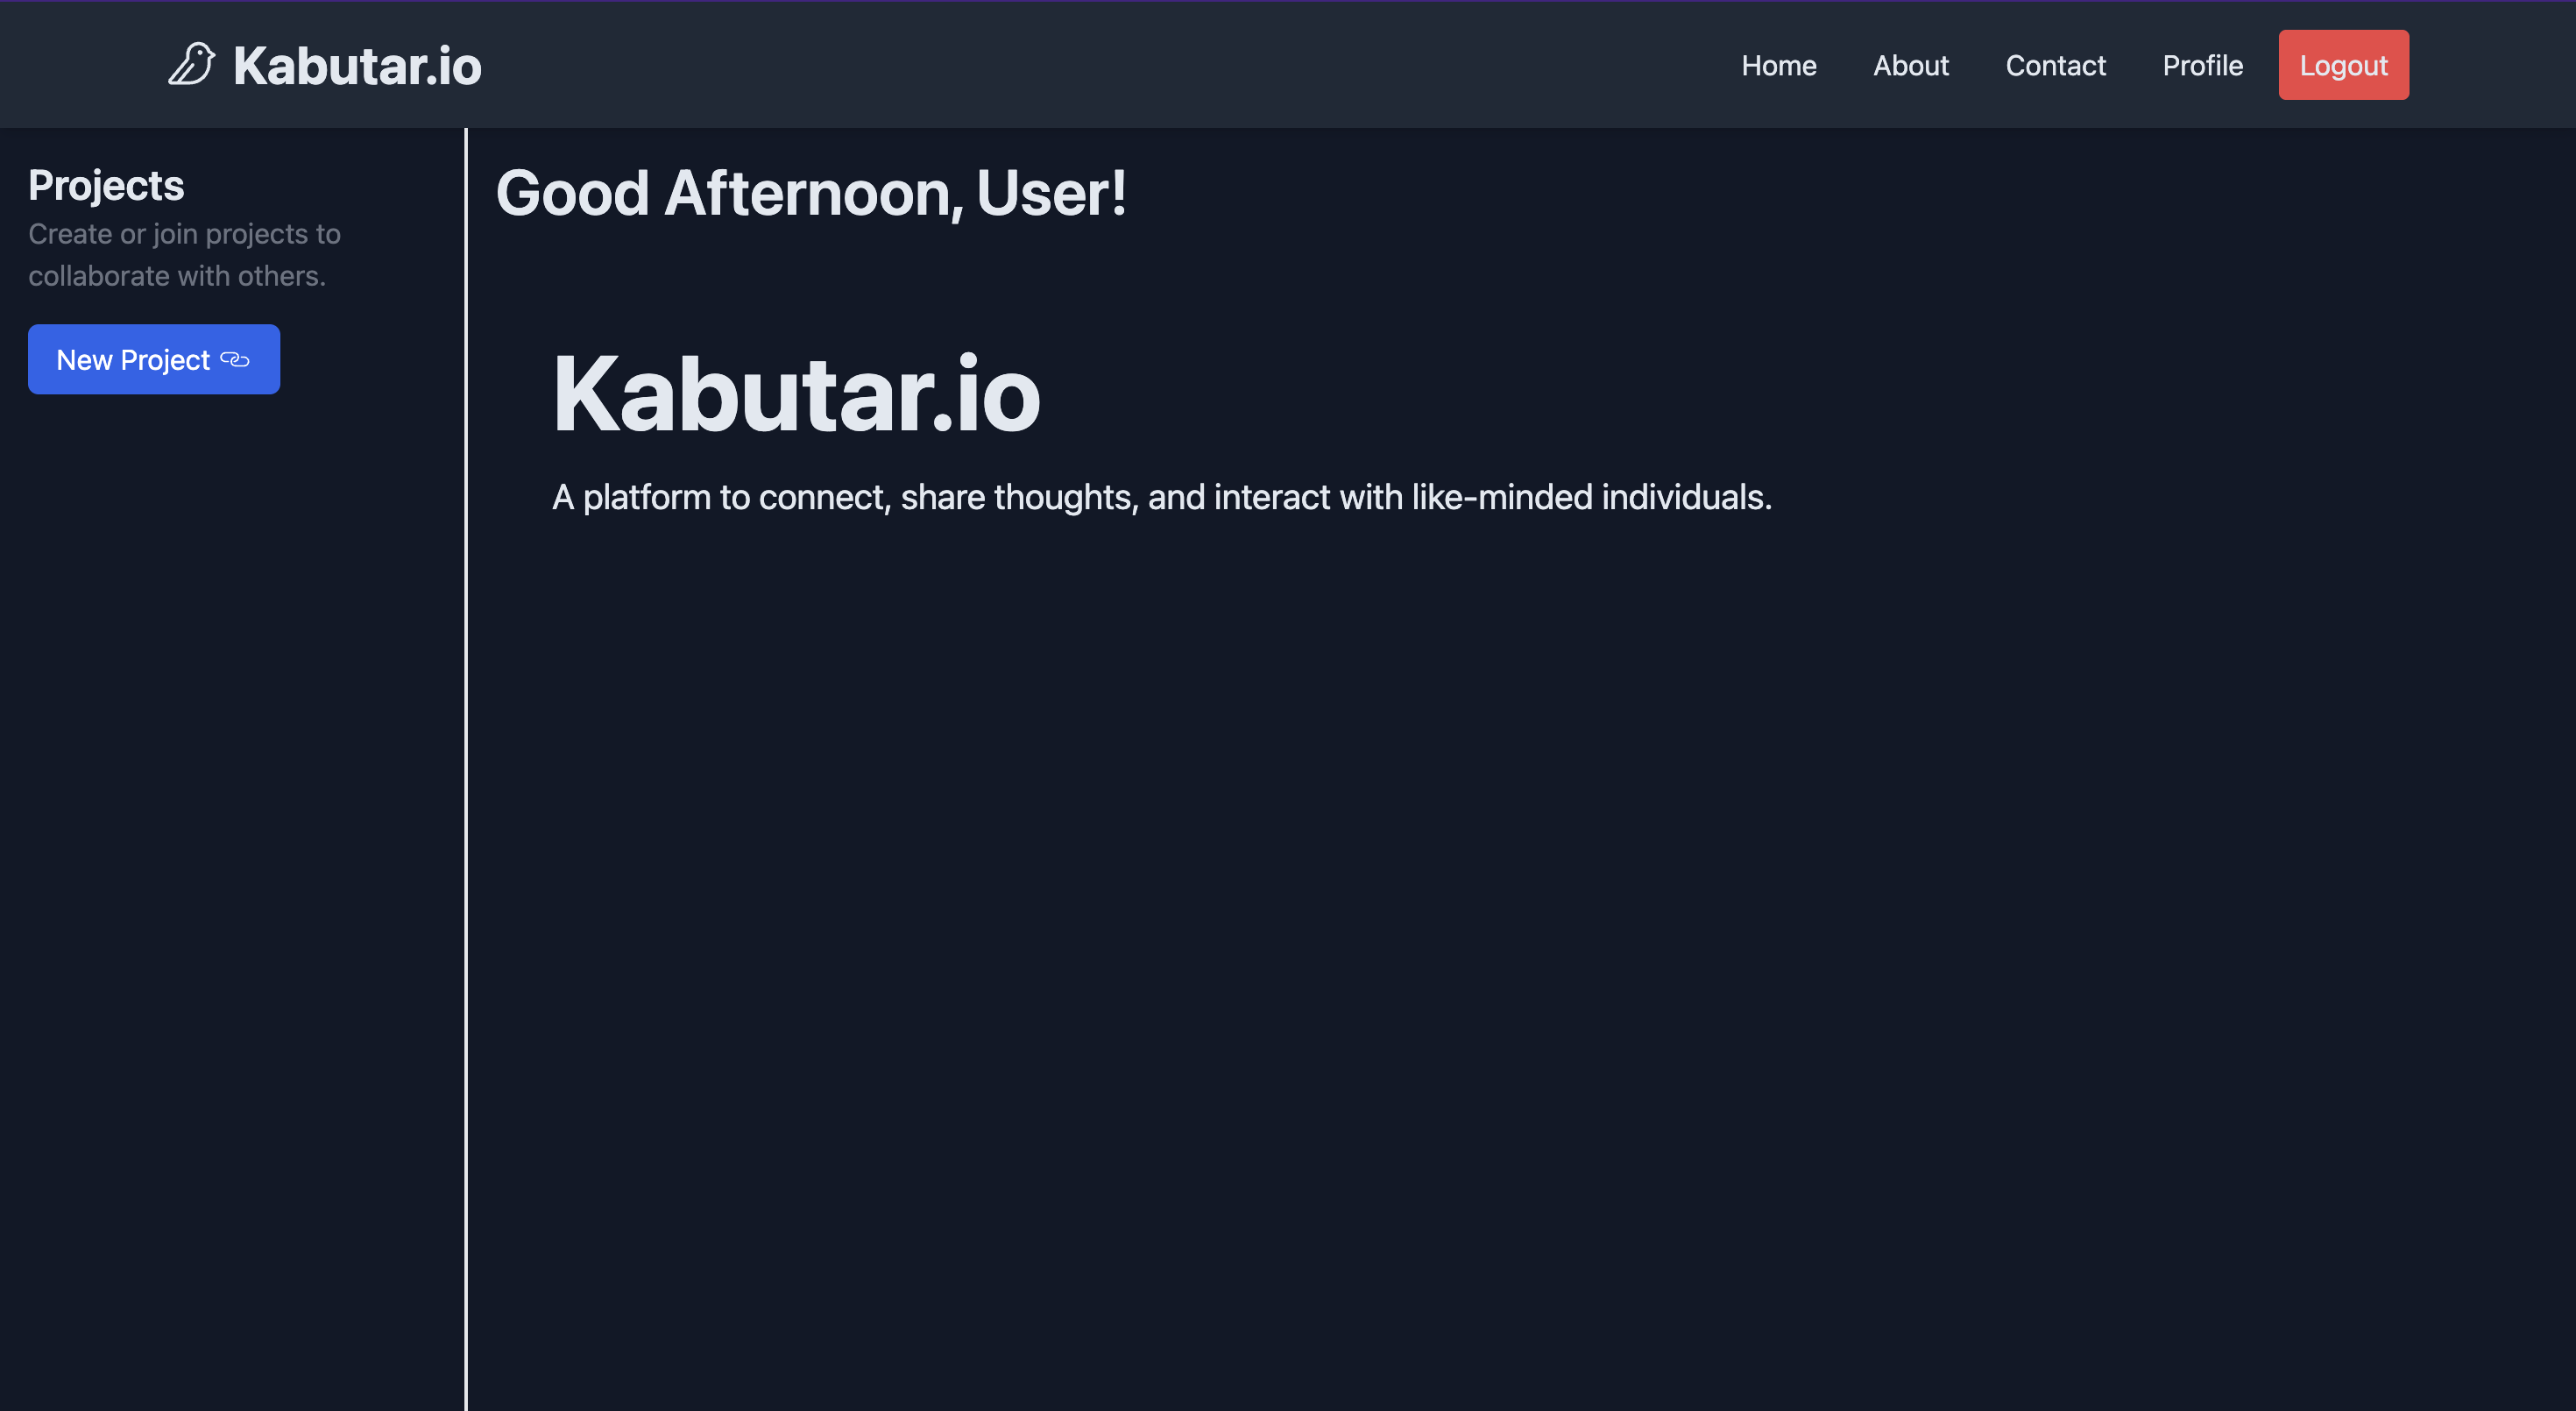 Kabutar.io
Home
About
Contact
Profile
Logout
Projects
Create or join projects to
collaborate with others.
New Project
Good Afternoon, User!
Kabutar.io
A platform to connect, share thoughts, and interact with like-minded individuals.